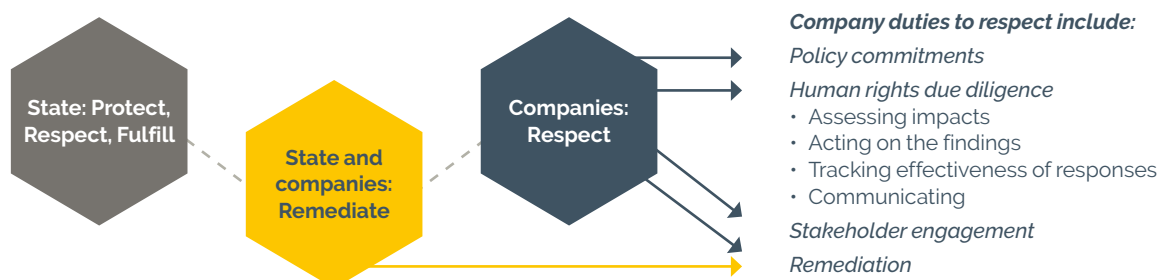 State: Protect,
Respect, Fulfill
State and
companies:
Remediate
Companies:
Respect
Company duties to respect include:
Policy commitments
Human rights due diligence
• Assessing impacts
• Acting on the findings
• Tracking effectiveness of responses
• Communicating
Stakeholder engagement
Remediation